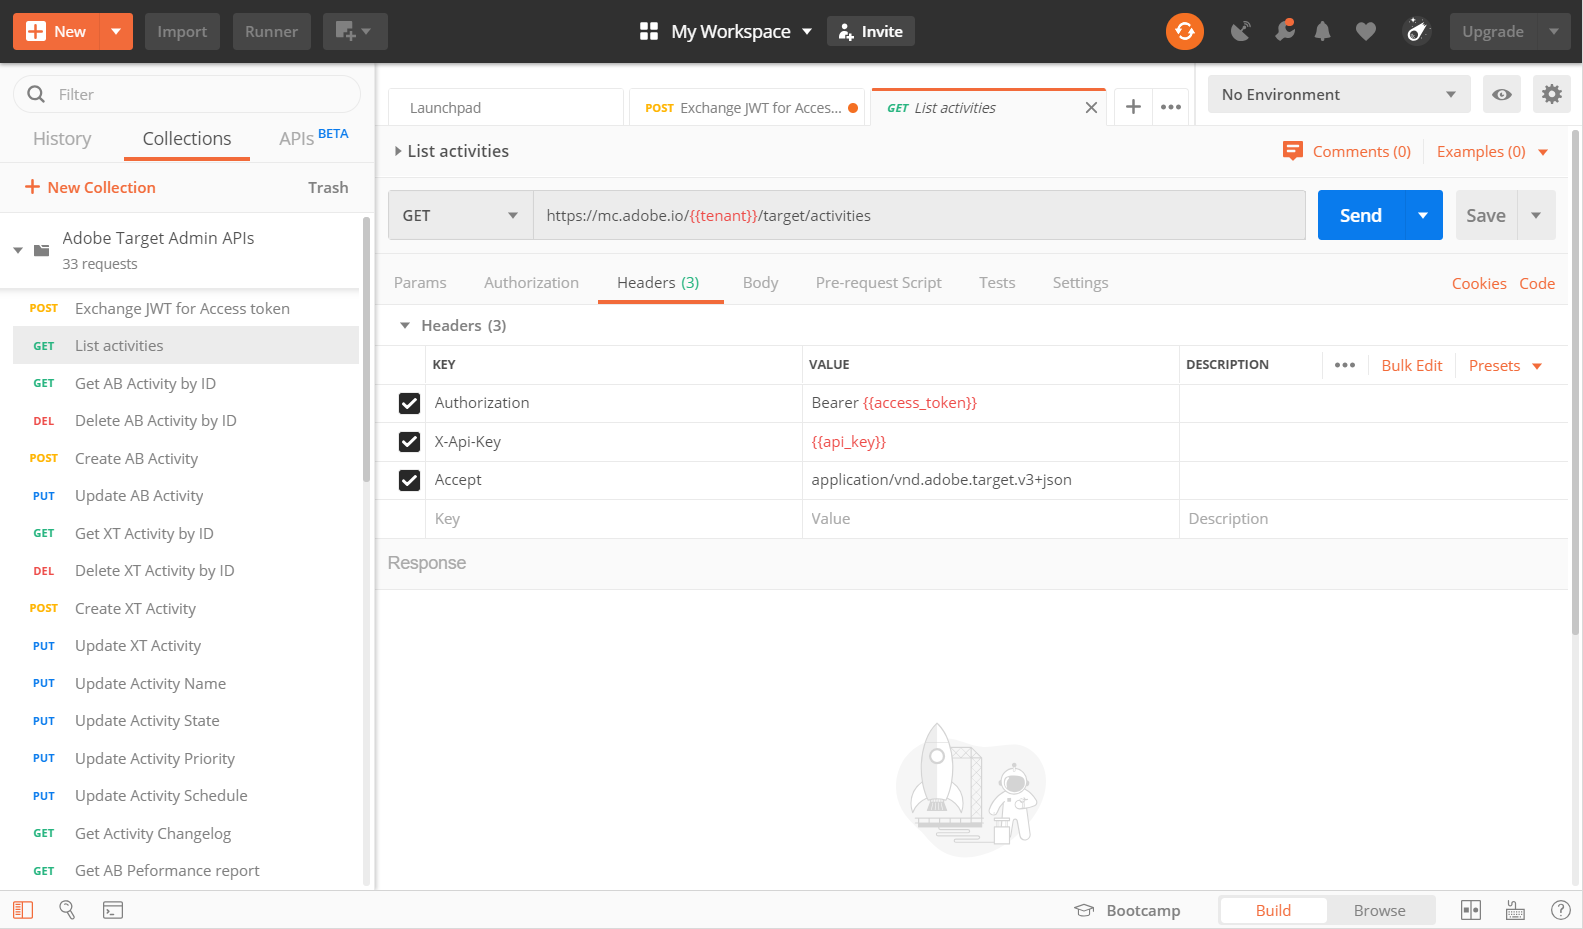 New
Import
Runner
My Workspace
Invite
Upgrade
Filter
History
Collections
APIs BETA
+ New Collection
Trash
Adobe Target Admin APIs
33 requests
POST Exchange JWT for Access token
GET List activities
GET Get AB Activity by ID
DEL Delete AB Activity by ID
POST Create AB Activity
PUT Update AB Activity
GET Get XT Activity by ID
DEL Delete XT Activity by ID
POST Create XT Activity
PUT Update XT Activity
PUT Update Activity Name
PUT Update Activity State
PUT Update Activity Priority
PUT Update Activity Schedule
GET Get Activity Changelog
GET Get AB Peformance report
Launchpad
POST Exchange JWT for Acces...
GET List activities
No Environment
List activities
Comments (0)
Examples (0)
GET
https://mc.adobe.io/{{tenant}}/target/activities
Send
Save
Params
Authorization
Headers (3)
Body
Pre-request Script
Tests
Settings
Cookies
Code
Headers (3)
KEY
VALUE
DESCRIPTION
Bulk Edit
Presets
Authorization
Bearer {{access_token}}
X-Api-Key
{{api_key}}
Accept
application/vnd.adobe.target.v3+json
Key
Value
Description
Response
Bootcamp
Build
Browse